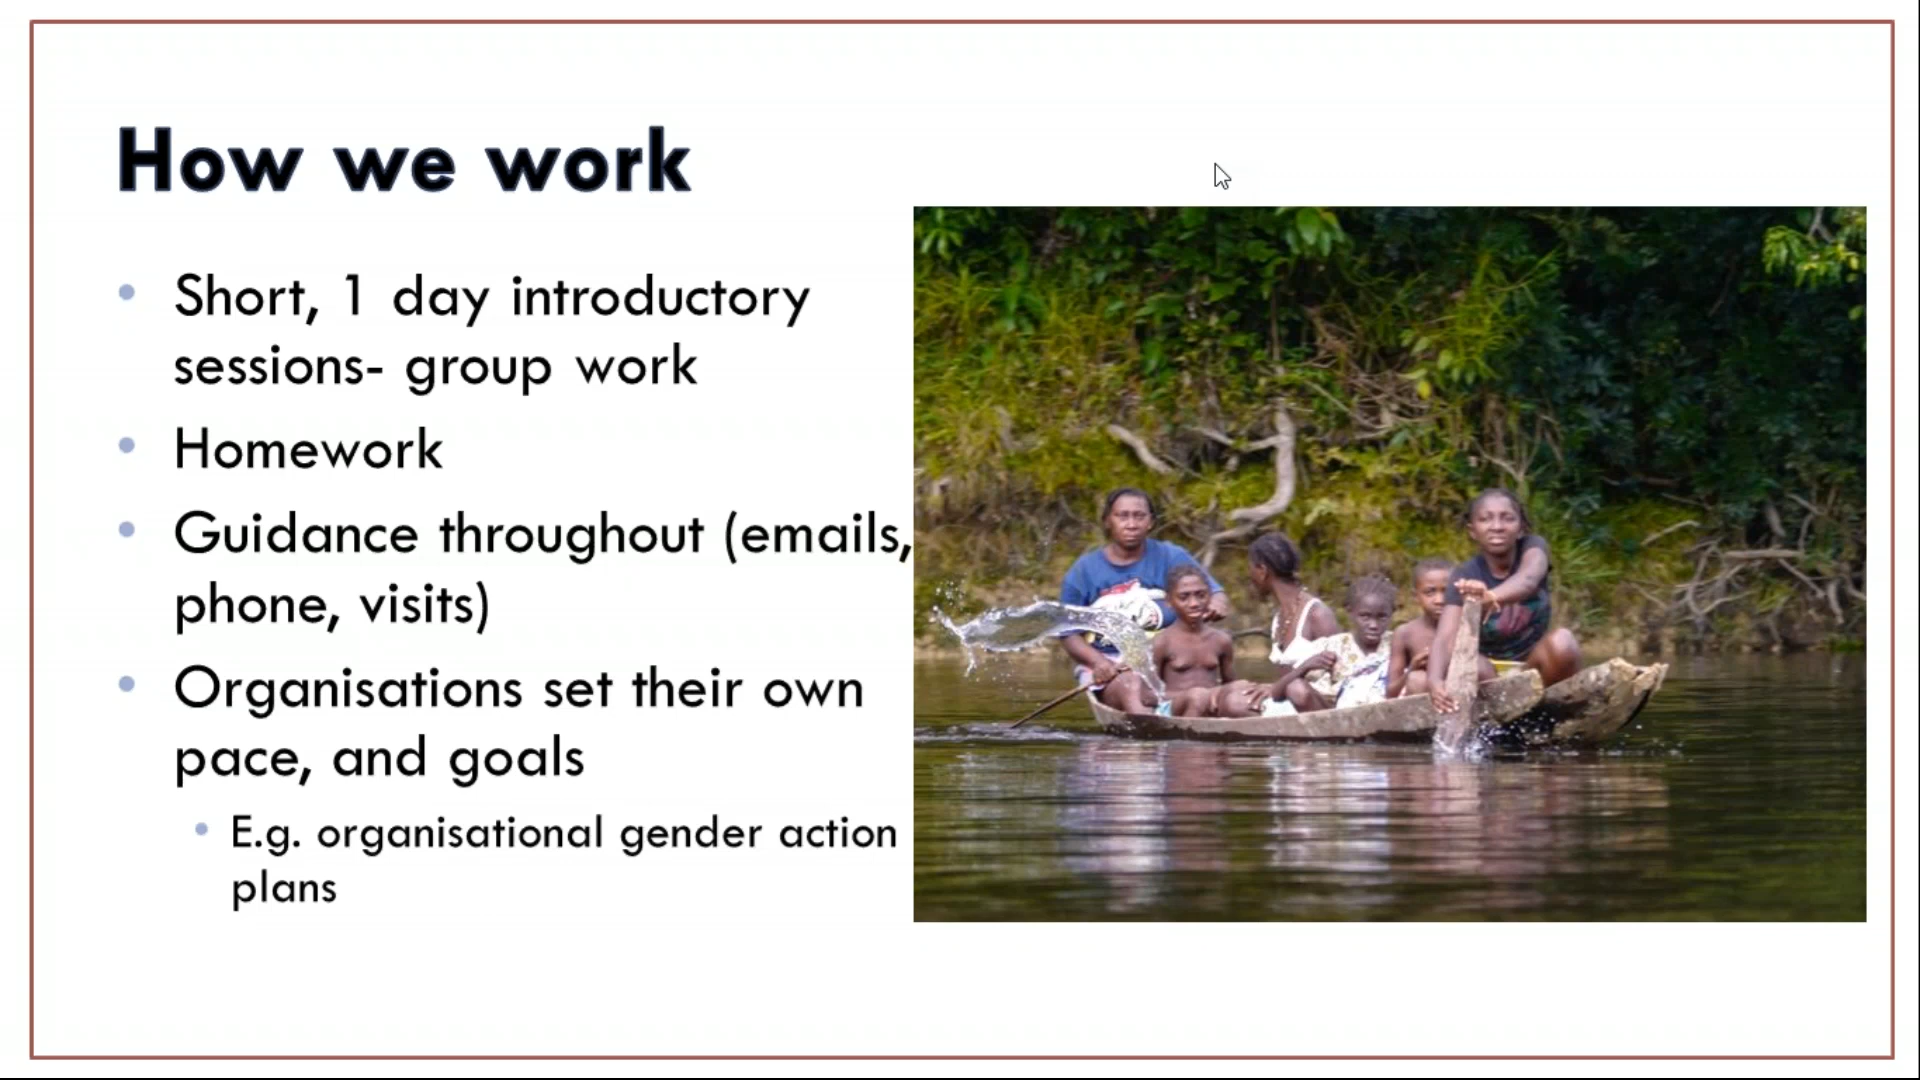 How we work
Short, 1 day introductory
sessions- group work
Homework
Guidance throughout (emails,
phone, visits)
Organisations set their own
pace, and goals
E.g. organisational gender action
plans